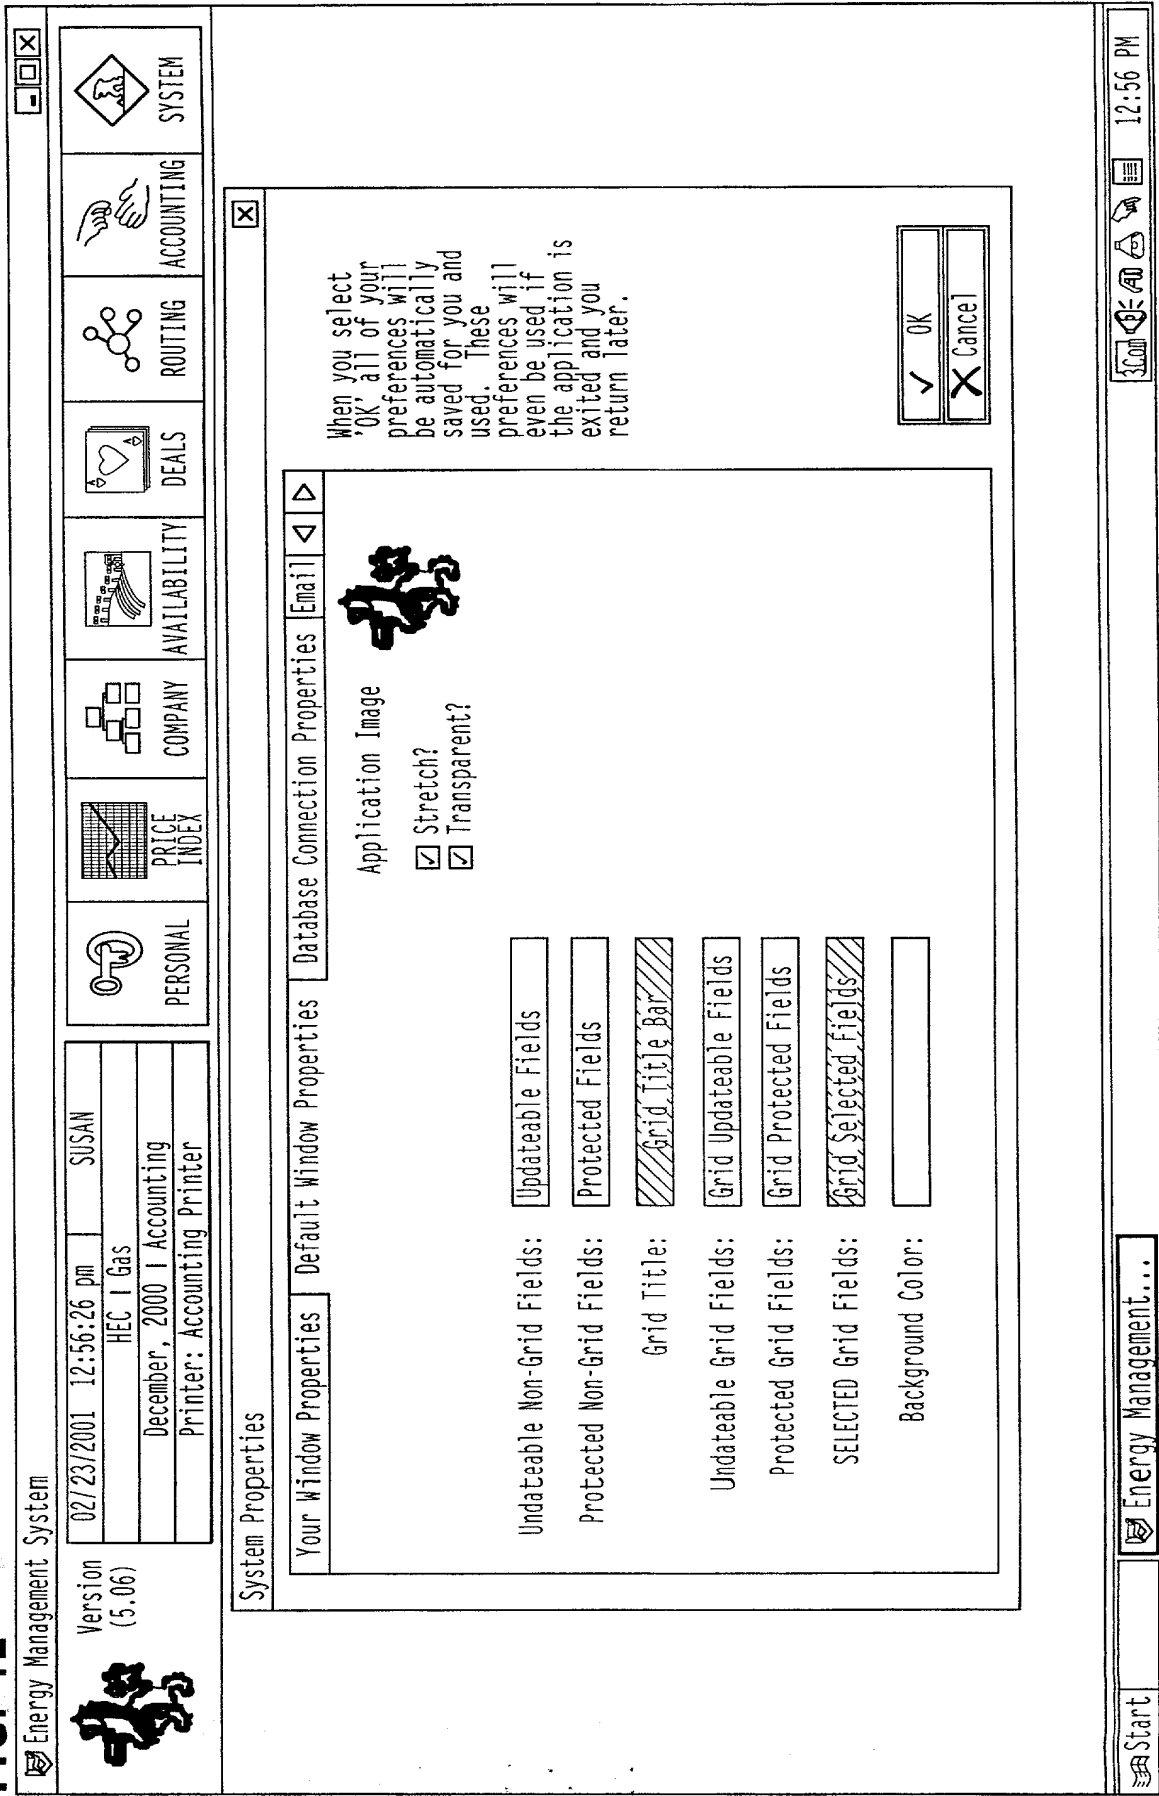 Energy Management System
Version
(5.06)
02/23/2001 12:56:26 pm SUSAN
HEC | Gas
December, 2000 | Accounting
Printer: Accounting Printer
PERSONAL
PRICE
INDEX
COMPANY
AVAILABILITY
DEALS
ROUTING
ACCOUNTING
SYSTEM
System Properties
Your Window Properties
Default Window Properties
Database Connection Properties
Email
Application Image
Stretch?
Transparent?
Undateable Non-Grid Fields: Updateable Fields
Protected Non-Grid Fields: Protected Fields
Grid Title: Grid Title Bar
Undateable Grid Fields: Grid Updateable Fields
Protected Grid Fields: Grid Protected Fields
SELECTED Grid Fields: Grid Selected Fields
Background Color:
When you select
'OK' all of your
preferences will
be automatically
saved for you and
used. These
preferences will
even be used if
the application is
exited and you
return later.
OK
Cancel
Start
Energy Management...
3Com
12:56 PM